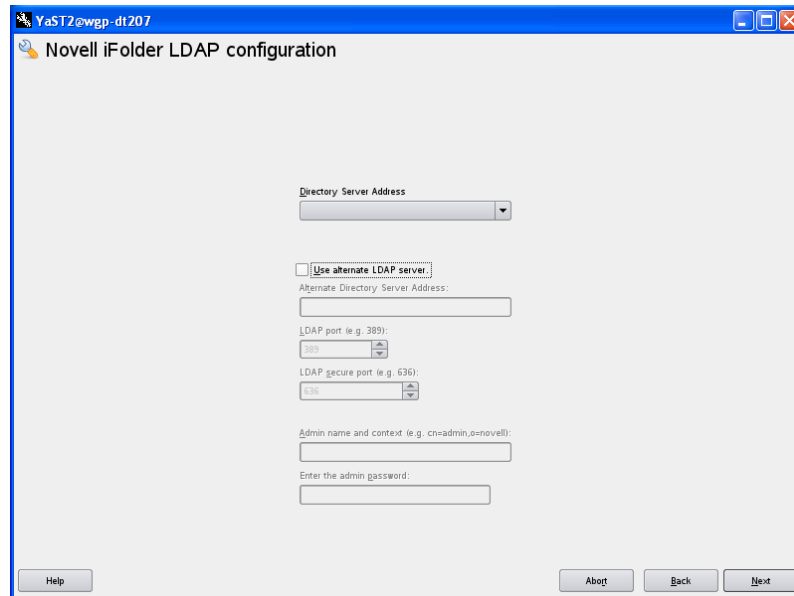 YaST2@wgp-dt207
Novell iFolder LDAP configuration
Directory Server Address
Use alternate LDAP server.
Alternate Directory Server Address:
LDAP port (e.g. 389):
389
LDAP secure port (e.g. 636):
636
Admin name and context (e.g. cn=admin,o=novell):
Enter the admin password:
Help
Abort
Back
Next